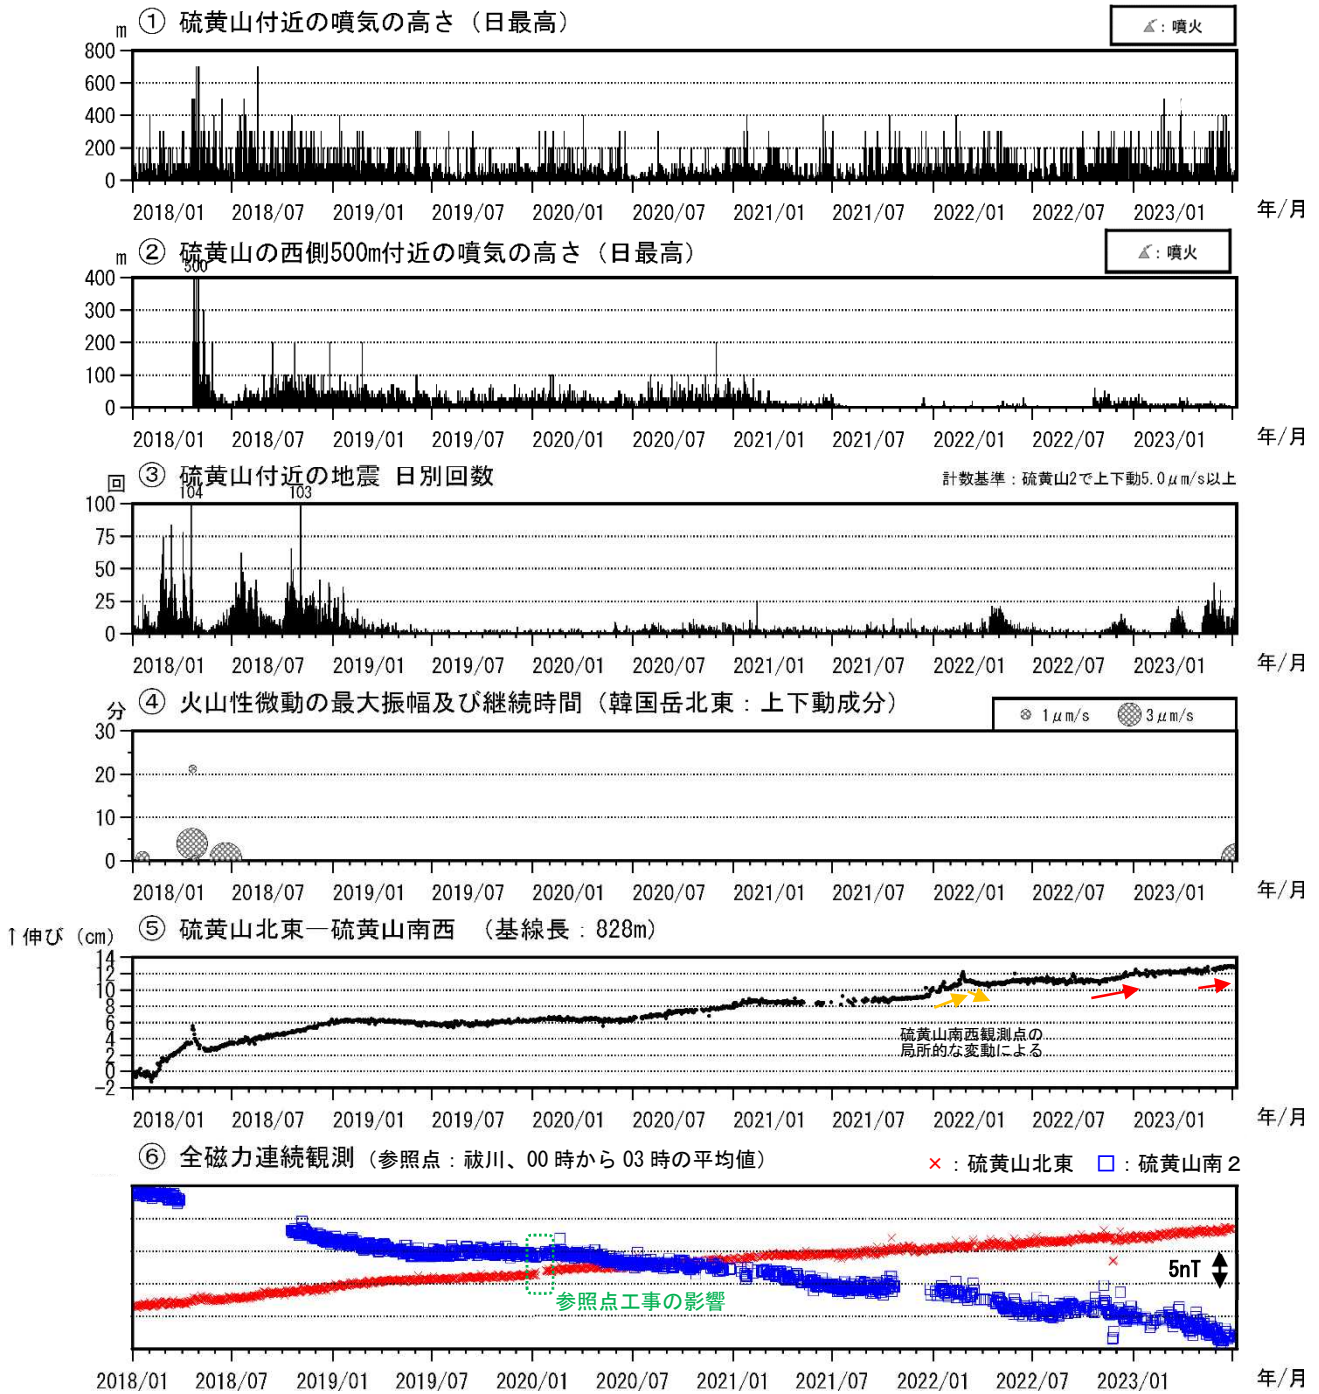 m ① 硫黄山付近の噴気の高さ（日最高）
：噴火
800
600
400
200
0
2018/01 2018/07 2019/01 2019/07 2020/01 2020/07 2021/01 2021/07 2022/01 2022/07 2023/01 年/月
m ② 硫黄山の西側500m付近の噴気の高さ（日最高）
：噴火
500
400
300
200
100
0
2018/01 2018/07 2019/01 2019/07 2020/01 2020/07 2021/01 2021/07 2022/01 2022/07 2023/01 年/月
回 ③ 硫黄山付近の地震 日別回数
計数基準：硫黄山2で上下動5.0μm/s以上
104 103
100
75
50
25
0
2018/01 2018/07 2019/01 2019/07 2020/01 2020/07 2021/01 2021/07 2022/01 2022/07 2023/01 年/月
分 ④ 火山性微動の最大振幅及び継続時間（韓国岳北東：上下動成分）
1μm/s 3μm/s
30
20
10
0
2018/01 2018/07 2019/01 2019/07 2020/01 2020/07 2021/01 2021/07 2022/01 2022/07 2023/01 年/月
↑伸び（cm） ⑤ 硫黄山北東―硫黄山南西 （基線長：828m）
14
12
10
8
6
4
2
0
-2
硫黄山南西観測点の
局所的な変動による
2018/01 2018/07 2019/01 2019/07 2020/01 2020/07 2021/01 2021/07 2022/01 2022/07 2023/01 年/月
⑥ 全磁力連続観測（参照点：祓川、00時から03時の平均値） ×：硫黄山北東 □：硫黄山南２
5nT
参照点工事の影響
2018/01 2018/07 2019/01 2019/07 2020/01 2020/07 2021/01 2021/07 2022/01 2022/07 2023/01 年/月